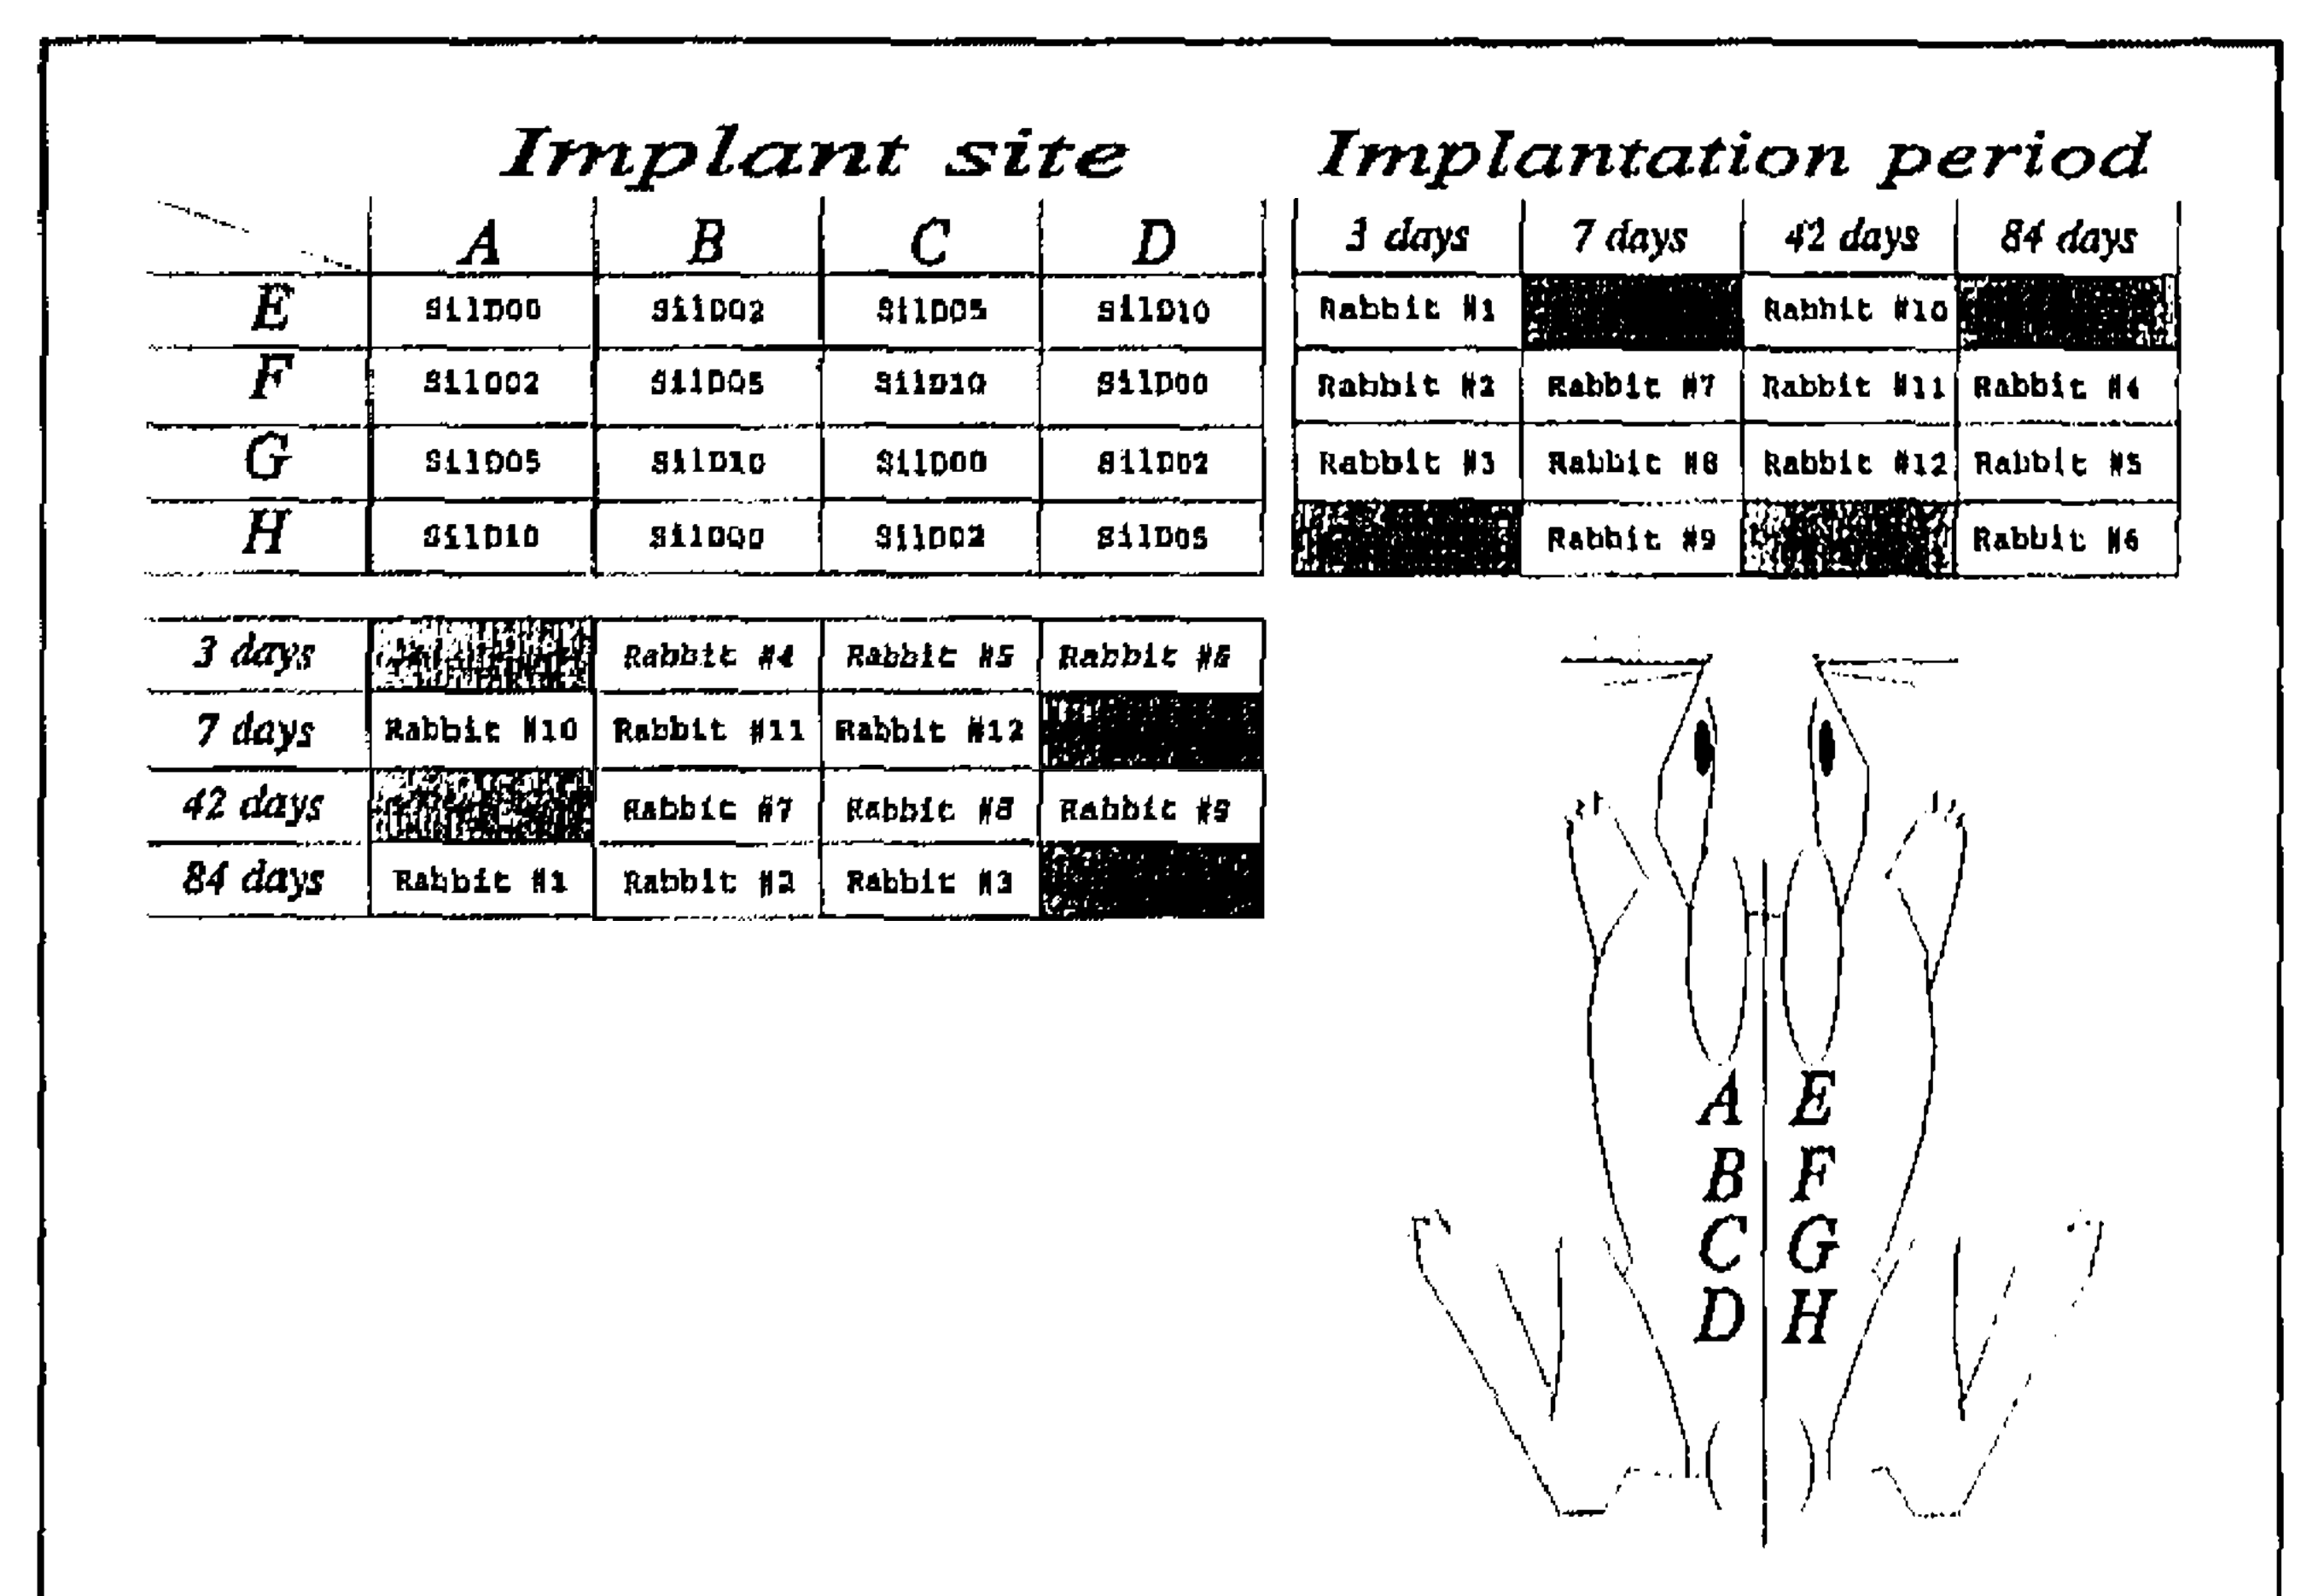 Implant site Implantation period
A B C D 3 days 7 days 42 days 84 days
E SilD00 SilD02 SilD05 SilD10 Rabbit #1 Rabbit #10
F SilD02 SilD05 SilD10 SilD00 Rabbit #2 Rabbit #7 Rabbit #11 Rabbit #4
G SilD05 SilD10 SilD00 SilD02 Rabbit #3 Rabbit #8 Rabbit #12 Rabbit #5
H SilD10 SilD00 SilD02 SilD05 Rabbit #9 Rabbit #6
3 days Rabbit #4 Rabbit #5 Rabbit #6
7 days Rabbit #10 Rabbit #11 Rabbit #12
42 days Rabbit #7 Rabbit #8 Rabbit #9
84 days Rabbit #1 Rabbit #2 Rabbit #3
A E
B F
C G
D H